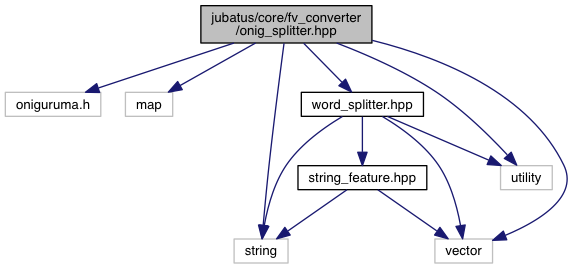 jubatus/core/fv_converter
/onig_splitter.hpp
oniguruma.h
map
word_splitter.hpp
string_feature.hpp
utility
string
vector